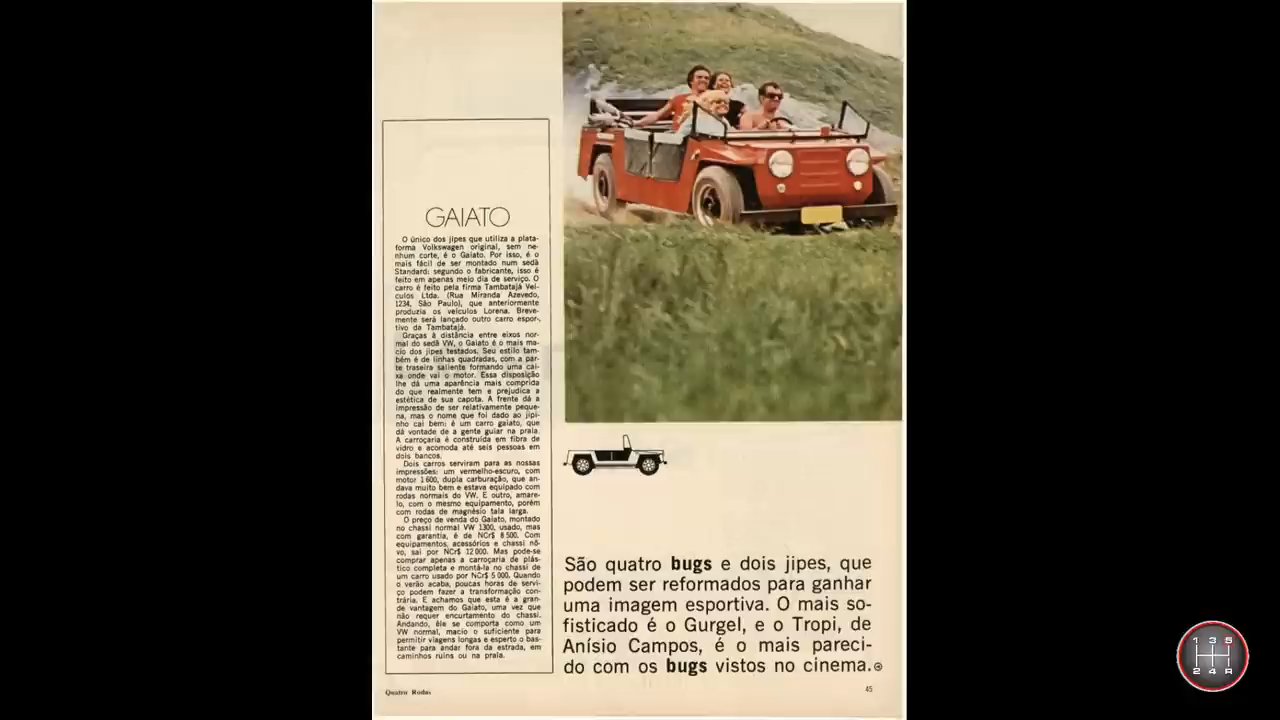 GAIATO
O único dos jipes que utiliza a plata-
forma Volkswagen original, sem ne-
nhum corte, é o Gaiato. Por isso, é o
mais fácil de ser montado num sedã
Standard: segundo o fabricante, isso é
feito em apenas meio dia de serviço. O
carro é feito pela firma Tambatajá Veí-
culos Ltda. (Rua Miranda Azevedo,
1234, São Paulo), que anteriormente
produzia os veículos Lorena. Breve-
mente será lançado outro carro espor-
tivo da Tambatajá.
Graças à distância entre eixos nor-
mal do sedã VW, o Gaiato é o mais ma-
cio dos jipes testados. Seu estilo tam-
bém é de linhas quadradas, com a par-
te traseira saliente formando uma cai-
xa onde vai o motor. Essa disposição
lhe dá uma aparência mais comprida
do que realmente tem e prejudica a
estética de sua capota. A frente dá a
impressão de ser relativamente peque-
na, mas o nome que foi dado ao jipi-
nho cai bem: é um carro gaiato, que
dá vontade de a gente guiar na praia.
A carroçaria é construída em fibra de
vidro e acomoda até seis pessoas em
dois bancos.
Dois carros serviram para as nossas
impressões: um vermelho-escuro, com
motor 1600, dupla carburação, que an-
dava muito bem e estava equipado com
rodas normais do VW. E outro, amare-
lo, com o mesmo equipamento, porém
com rodas de magnésio tala larga.
O preço de venda do Gaiato, montado
no chassi normal VW 1300, usado, mas
com garantia, é de NCr$ 8 500. Com
equipamentos, acessórios e chassi nô-
vo, sai por NCr$ 12 000. Mas pode-se
comprar apenas a carroçaria de plás-
tico completa e montá-la no chassi de
um carro usado por NCr$ 5 000. Quando
o verão acaba, poucas horas de servi-
ço podem fazer a transformação con-
trária. E achamos que esta é a gran-
de vantagem do Gaiato, uma vez que
não requer encurtamento do chassi.
Andando, êle se comporta como um
VW normal, macio o suficiente para
permitir viagens longas e esperto o bas-
tante para andar fora da estrada, em
caminhos ruins ou na praia.
São quatro bugs e dois jipes, que
podem ser reformados para ganhar
uma imagem esportiva. O mais so-
fisticado é o Gurgel, e o Tropi, de
Anísio Campos, é o mais pareci-
do com os bugs vistos no cinema.
Quatro Rodas
45
1 3 5
2 4 R